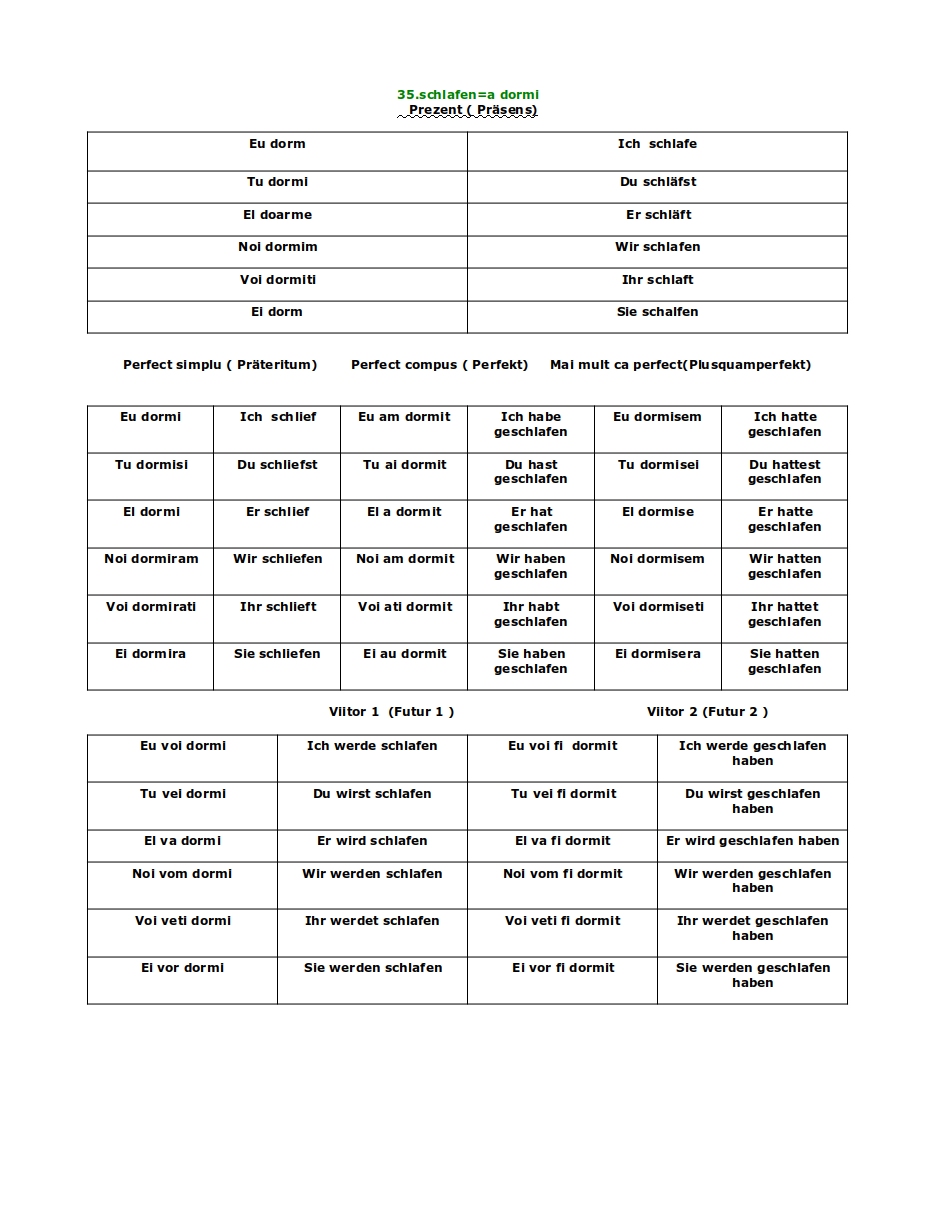 35.schlafen=a dormi
Prezent ( Präsens)
Eu dorm Ich schlafe
Tu dormi Du schläfst
El doarme Er schläft
Noi dormim Wir schlafen
Voi dormiti Ihr schlaft
Ei dorm Sie schalfen
Perfect simplu ( Präteritum) Perfect compus ( Perfekt) Mai mult ca perfect(Plusquamperfekt)
Eu dormi Ich schlief Eu am dormit Ich habe Eu dormisem Ich hatte
geschlafen geschlafen
Tu dormisi Du schliefst Tu ai dormit Du hast Tu dormisei Du hattest
geschlafen geschlafen
El dormi Er schlief El a dormit Er hat El dormise Er hatte
geschlafen geschlafen
Noi dormiram Wir schliefen Noi am dormit Wir haben Noi dormisem Wir hatten
geschlafen geschlafen
Voi dormirati Ihr schlieft Voi ati dormit Ihr habt Voi dormiseti Ihr hattet
geschlafen geschlafen
Ei dormira Sie schliefen Ei au dormit Sie haben Ei dormisera Sie hatten
geschlafen geschlafen
Viitor 1 (Futur 1 ) Viitor 2 (Futur 2 )
Eu voi dormi Ich werde schlafen Eu voi fi dormit Ich werde geschlafen
haben
Tu vei dormi Du wirst schlafen Tu vei fi dormit Du wirst geschlafen
haben
El va dormi Er wird schlafen El va fi dormit Er wird geschlafen haben
Noi vom dormi Wir werden schlafen Noi vom fi dormit Wir werden geschlafen
haben
Voi veti dormi Ihr werdet schlafen Voi veti fi dormit Ihr werdet geschlafen
haben
Ei vor dormi Sie werden schlafen Ei vor fi dormit Sie werden geschlafen
haben